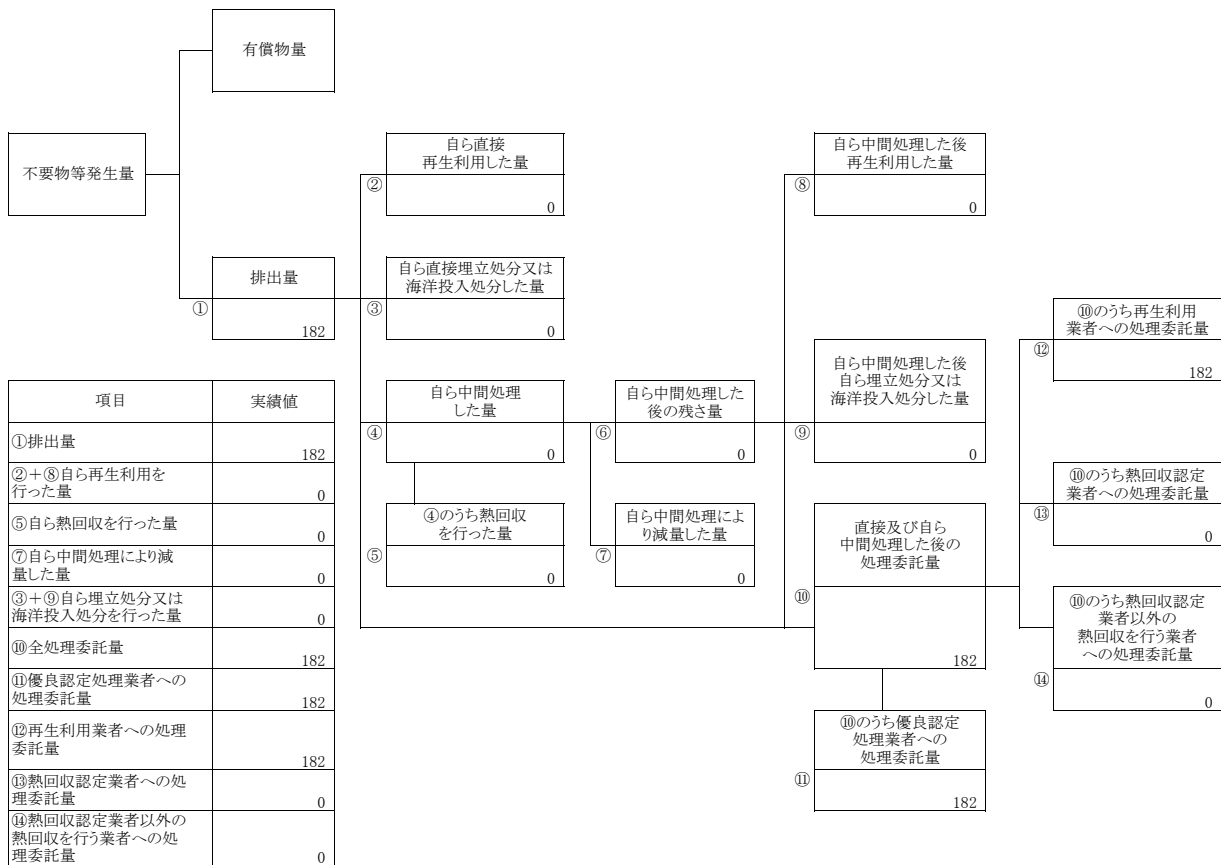 有償物量
不要物等発生量
自ら直接
再生利用した量
②
0
自ら中間処理した後
再生利用した量
⑧
0
排出量
①
182
自ら直接埋立処分又は
海洋投入処分した量
③
0
⑩のうち再生利用
業者への処理委託量
⑫
182
自ら中間処理
した量
④
0
自ら中間処理した
後の残さ量
⑥
0
自ら中間処理した後
自ら埋立処分又は
海洋投入処分した量
⑨
0
⑩のうち熱回収認定
業者への処理委託量
⑬
0
④のうち熱回収
を行った量
⑤
0
自ら中間処理によ
り減量した量
⑦
0
直接及び自ら
中間処理した後の
処理委託量
⑩
182
⑩のうち熱回収認定
業者以外の
熱回収を行う業者
への処理委託量
⑭
0
⑩のうち優良認定
処理業者への
処理委託量
⑪
182
項目 実績値
①排出量
182
②+⑧自ら再生利用を
行った量
0
⑤自ら熱回収を行った量
0
⑦自ら中間処理により減
量した量
0
③+⑨自ら埋立処分又は
海洋投入処分を行った量
0
⑩全処理委託量
182
⑪優良認定処理業者への
処理委託量
182
⑫再生利用業者への処理
委託量
182
⑬熱回収認定業者への処
理委託量
0
⑭熱回収認定業者以外の
熱回収を行う業者への処
理委託量
0